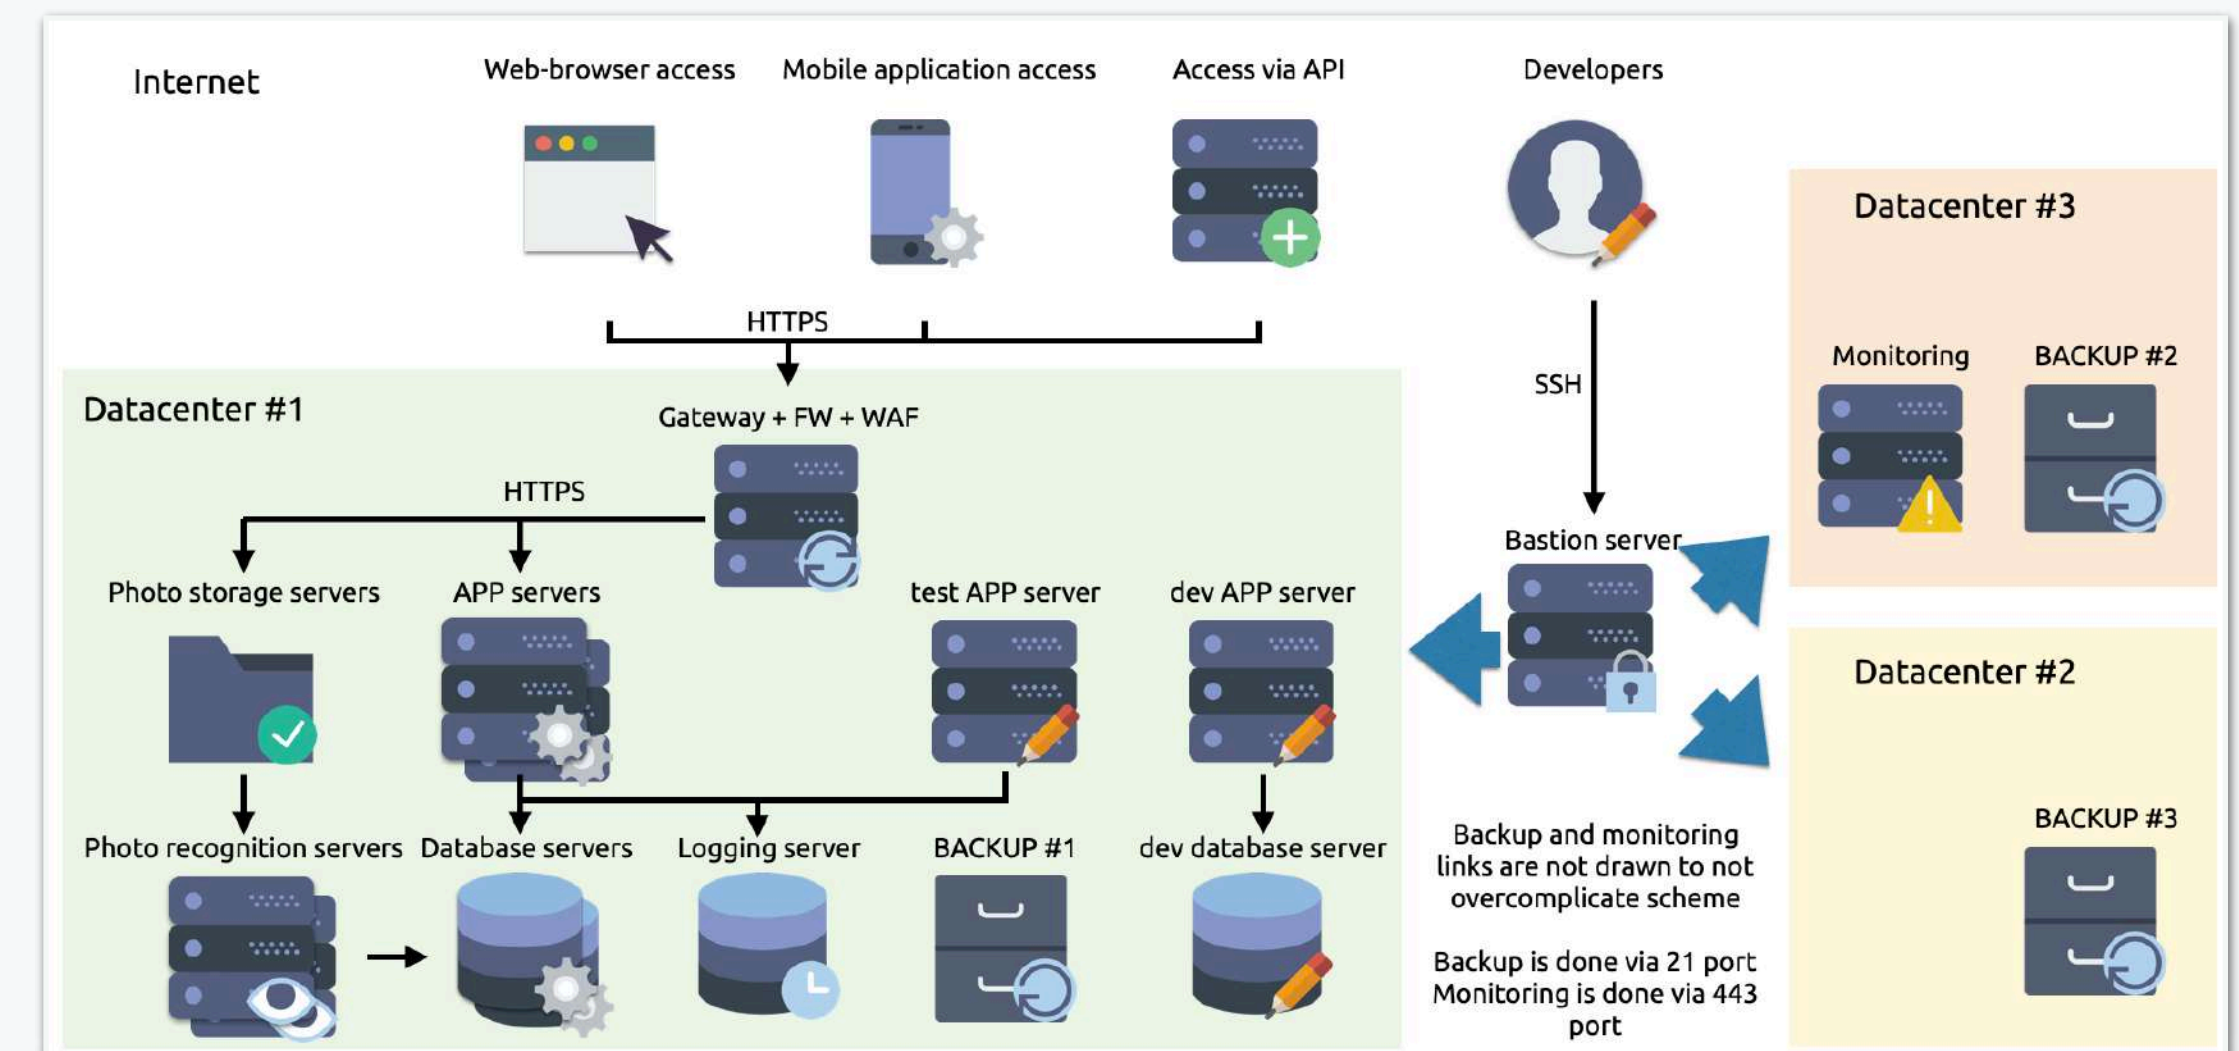 Internet
Web-browser access
Mobile application access
Access via API
Developers
Datacenter #3
HTTPS
Monitoring
BACKUP #2
SSH
Datacenter #1
Gateway + FW + WAF
HTTPS
Bastion server
Photo storage servers
APP servers
test APP server
dev APP server
Datacenter #2
Photo recognition servers
Database servers
Logging server
BACKUP #1
dev database server
Backup and monitoring
links are not drawn to not
overcomplicate scheme
BACKUP #3
Backup is done via 21 port
Monitoring is done via 443
port